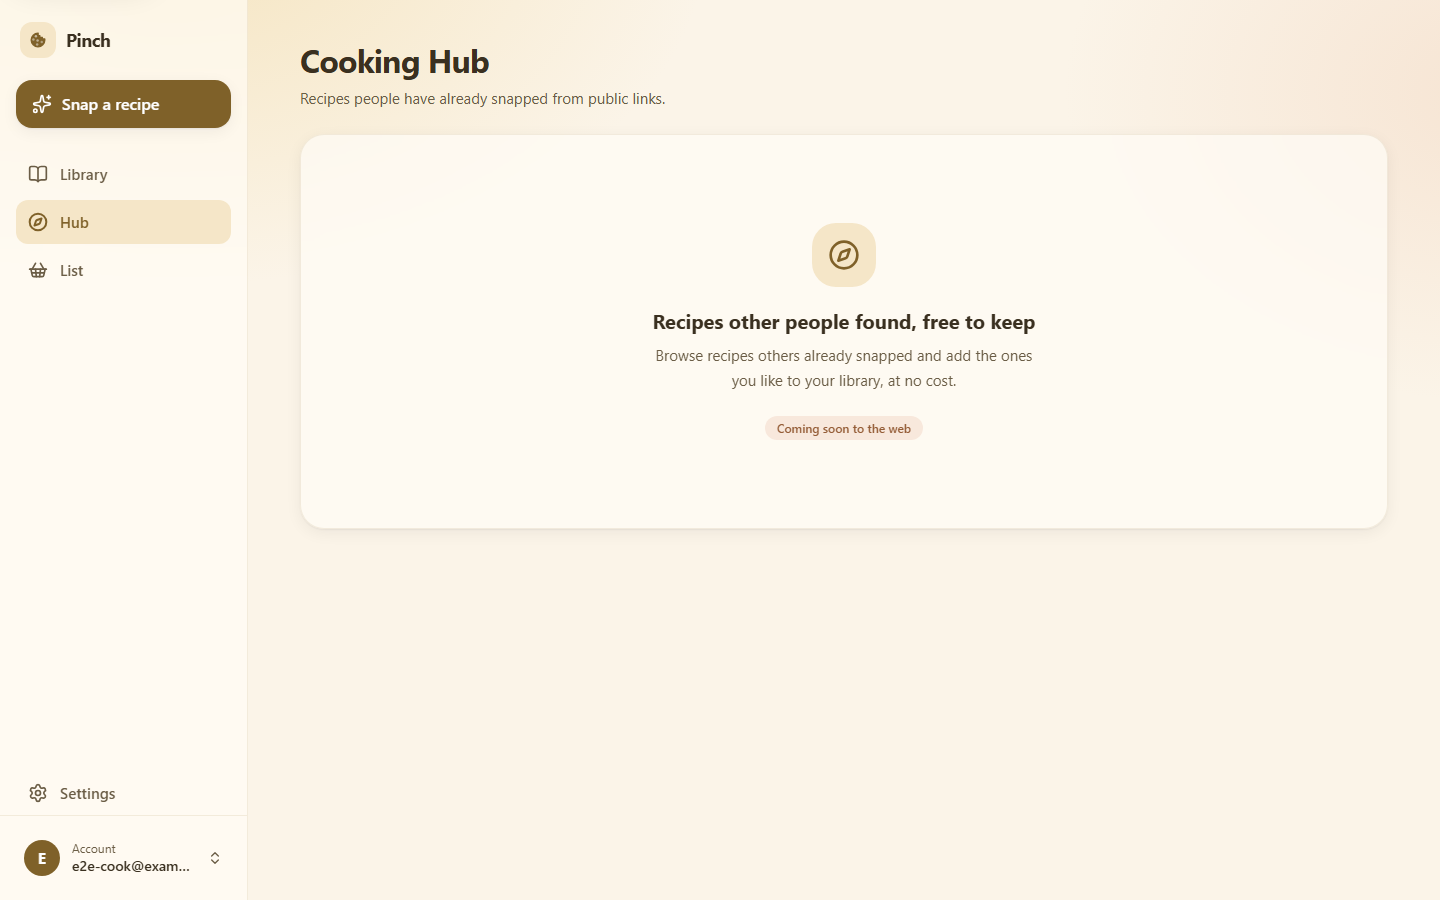 Pinch
Snap a recipe
Library
Hub
List
Settings
E
Account
e2e-cook@exam...
Cooking Hub
Recipes people have already snapped from public links.
Recipes other people found, free to keep
Browse recipes others already snapped and add the ones
you like to your library, at no cost.
Coming soon to the web